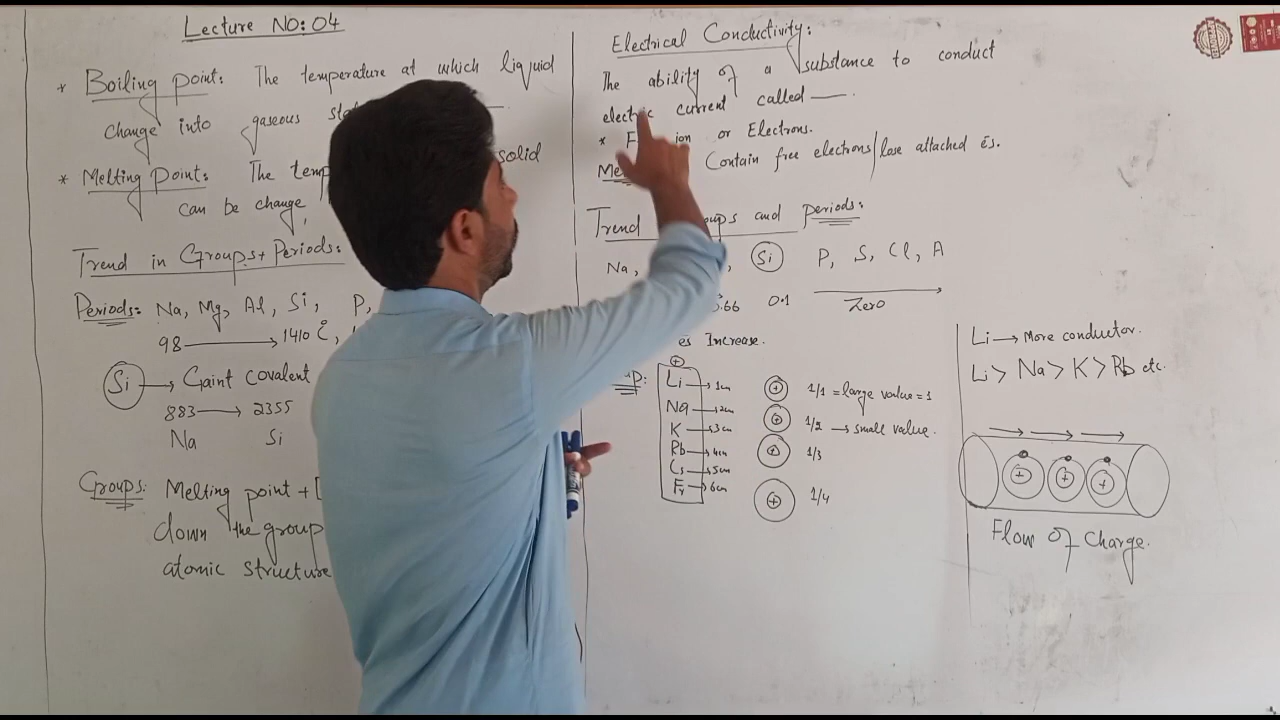 Lecture NO: 04
* Boiling point: The temperature at which liquid
change into gaseous
* Melting point: The solid
can be change,
Trend in Groups + Periods:
Periods: Na, Mg, Al, Si, P,
98 → 1410 c̊,
Si → Gaint covalent
883 → 2355
Na Si
Groups: Melting point +
down the group
atomic structure
Electrical Conductivity:
The ability of a substance to conduct
electric current called —.
* ion or Electrons.
Contain free electrons/lose attached ēs.
Trend and periods:
Na, Si P, S, Cl, A
.66 0.1 Zero
es Increase.
+
Li → 1cm + 1/1 = large value = 1
Na → 2cm + 1/2 → small value.
K → 3cm
Rb → 4cm + 1/3
Cs → 5cm
Fr → 6cm + 1/4
Li → More conductor.
Li > Na > K > Rb etc.
+ + +
Flow of Charge.